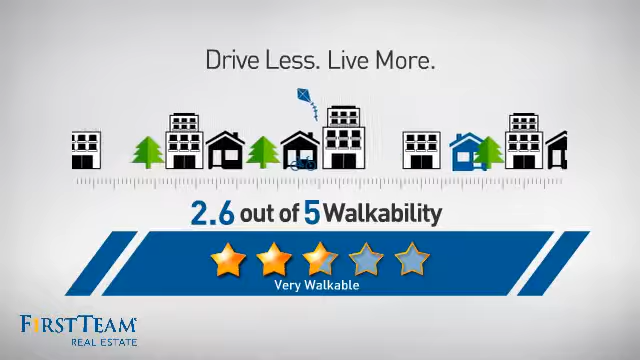 Drive Less. Live More.
2.6 out of 5 Walkability
Very Walkable
FIRSTTEAM®
REAL ESTATE